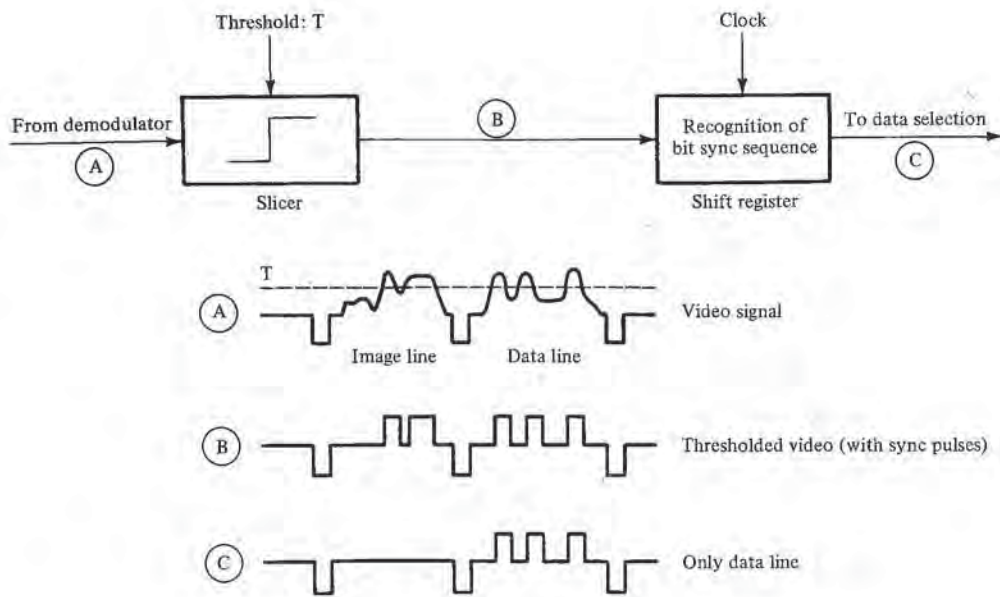 Threshold: T
Clock
From demodulator
A
B
Recognition of
bit sync sequence
To data selection
C
Slicer
Shift register
T
A
Video signal
Image line
Data line
B
Thresholded video (with sync pulses)
C
Only data line